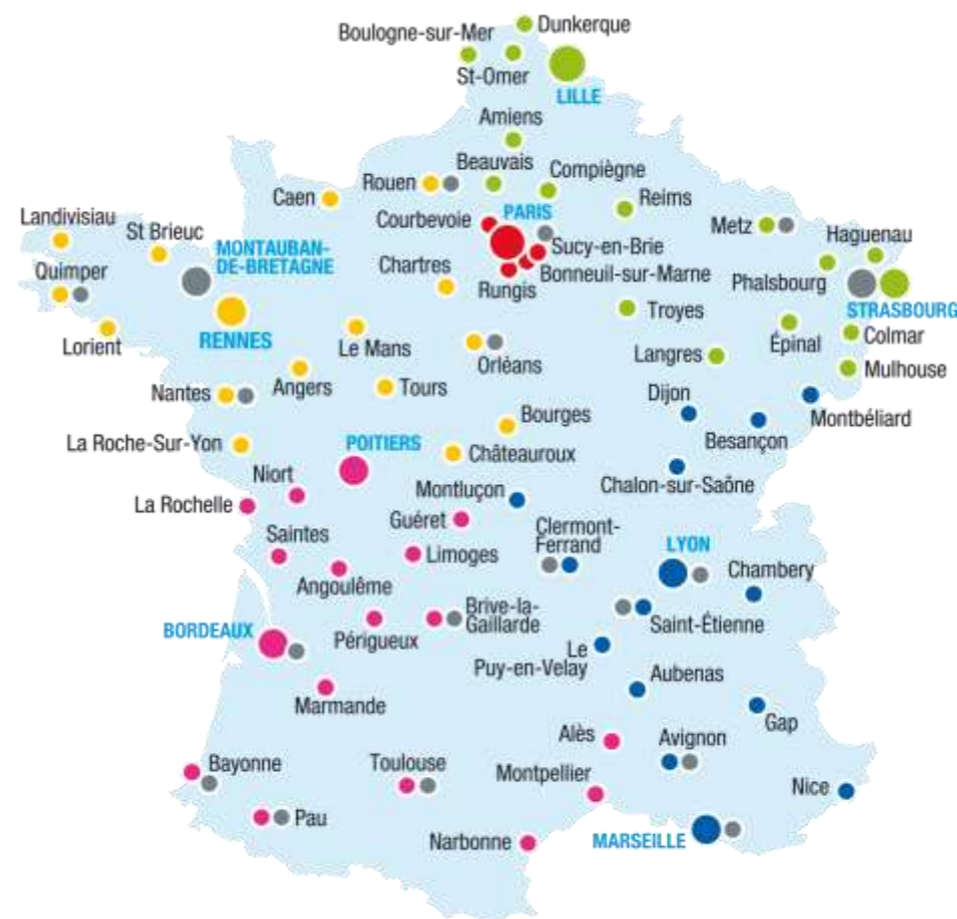 Dunkerque
Boulogne-sur-Mer
St-Omer
LILLE
Amiens
Beauvais
Compiègne
Rouen
Caen
Reims
Courbevoie
PARIS
Metz
Landivisiau
St Brieuc
MONTAUBAN-
DE-BRETAGNE
Sucy-en-Brie
Haguenau
Quimper
Chartres
Bonneuil-sur-Marne
Phalsbourg
Rungis
STRASBOURG
Troyes
Lorient
RENNES
Le Mans
Colmar
Épinal
Orléans
Langres
Mulhouse
Nantes
Angers
Tours
Dijon
Bourges
Montbéliard
La Roche-Sur-Yon
POITIERS
Besançon
Châteauroux
Niort
Chalon-sur-Saône
Montluçon
La Rochelle
Guéret
Saintes
Clermont-
Ferrand
LYON
Limoges
Chambery
Angoulême
Brive-la-
Gaillarde
Saint-Étienne
BORDEAUX
Périgueux
Le
Puy-en-Velay
Aubenas
Marmande
Gap
Alès
Avignon
Bayonne
Toulouse
Montpellier
Nice
Pau
Narbonne
MARSEILLE